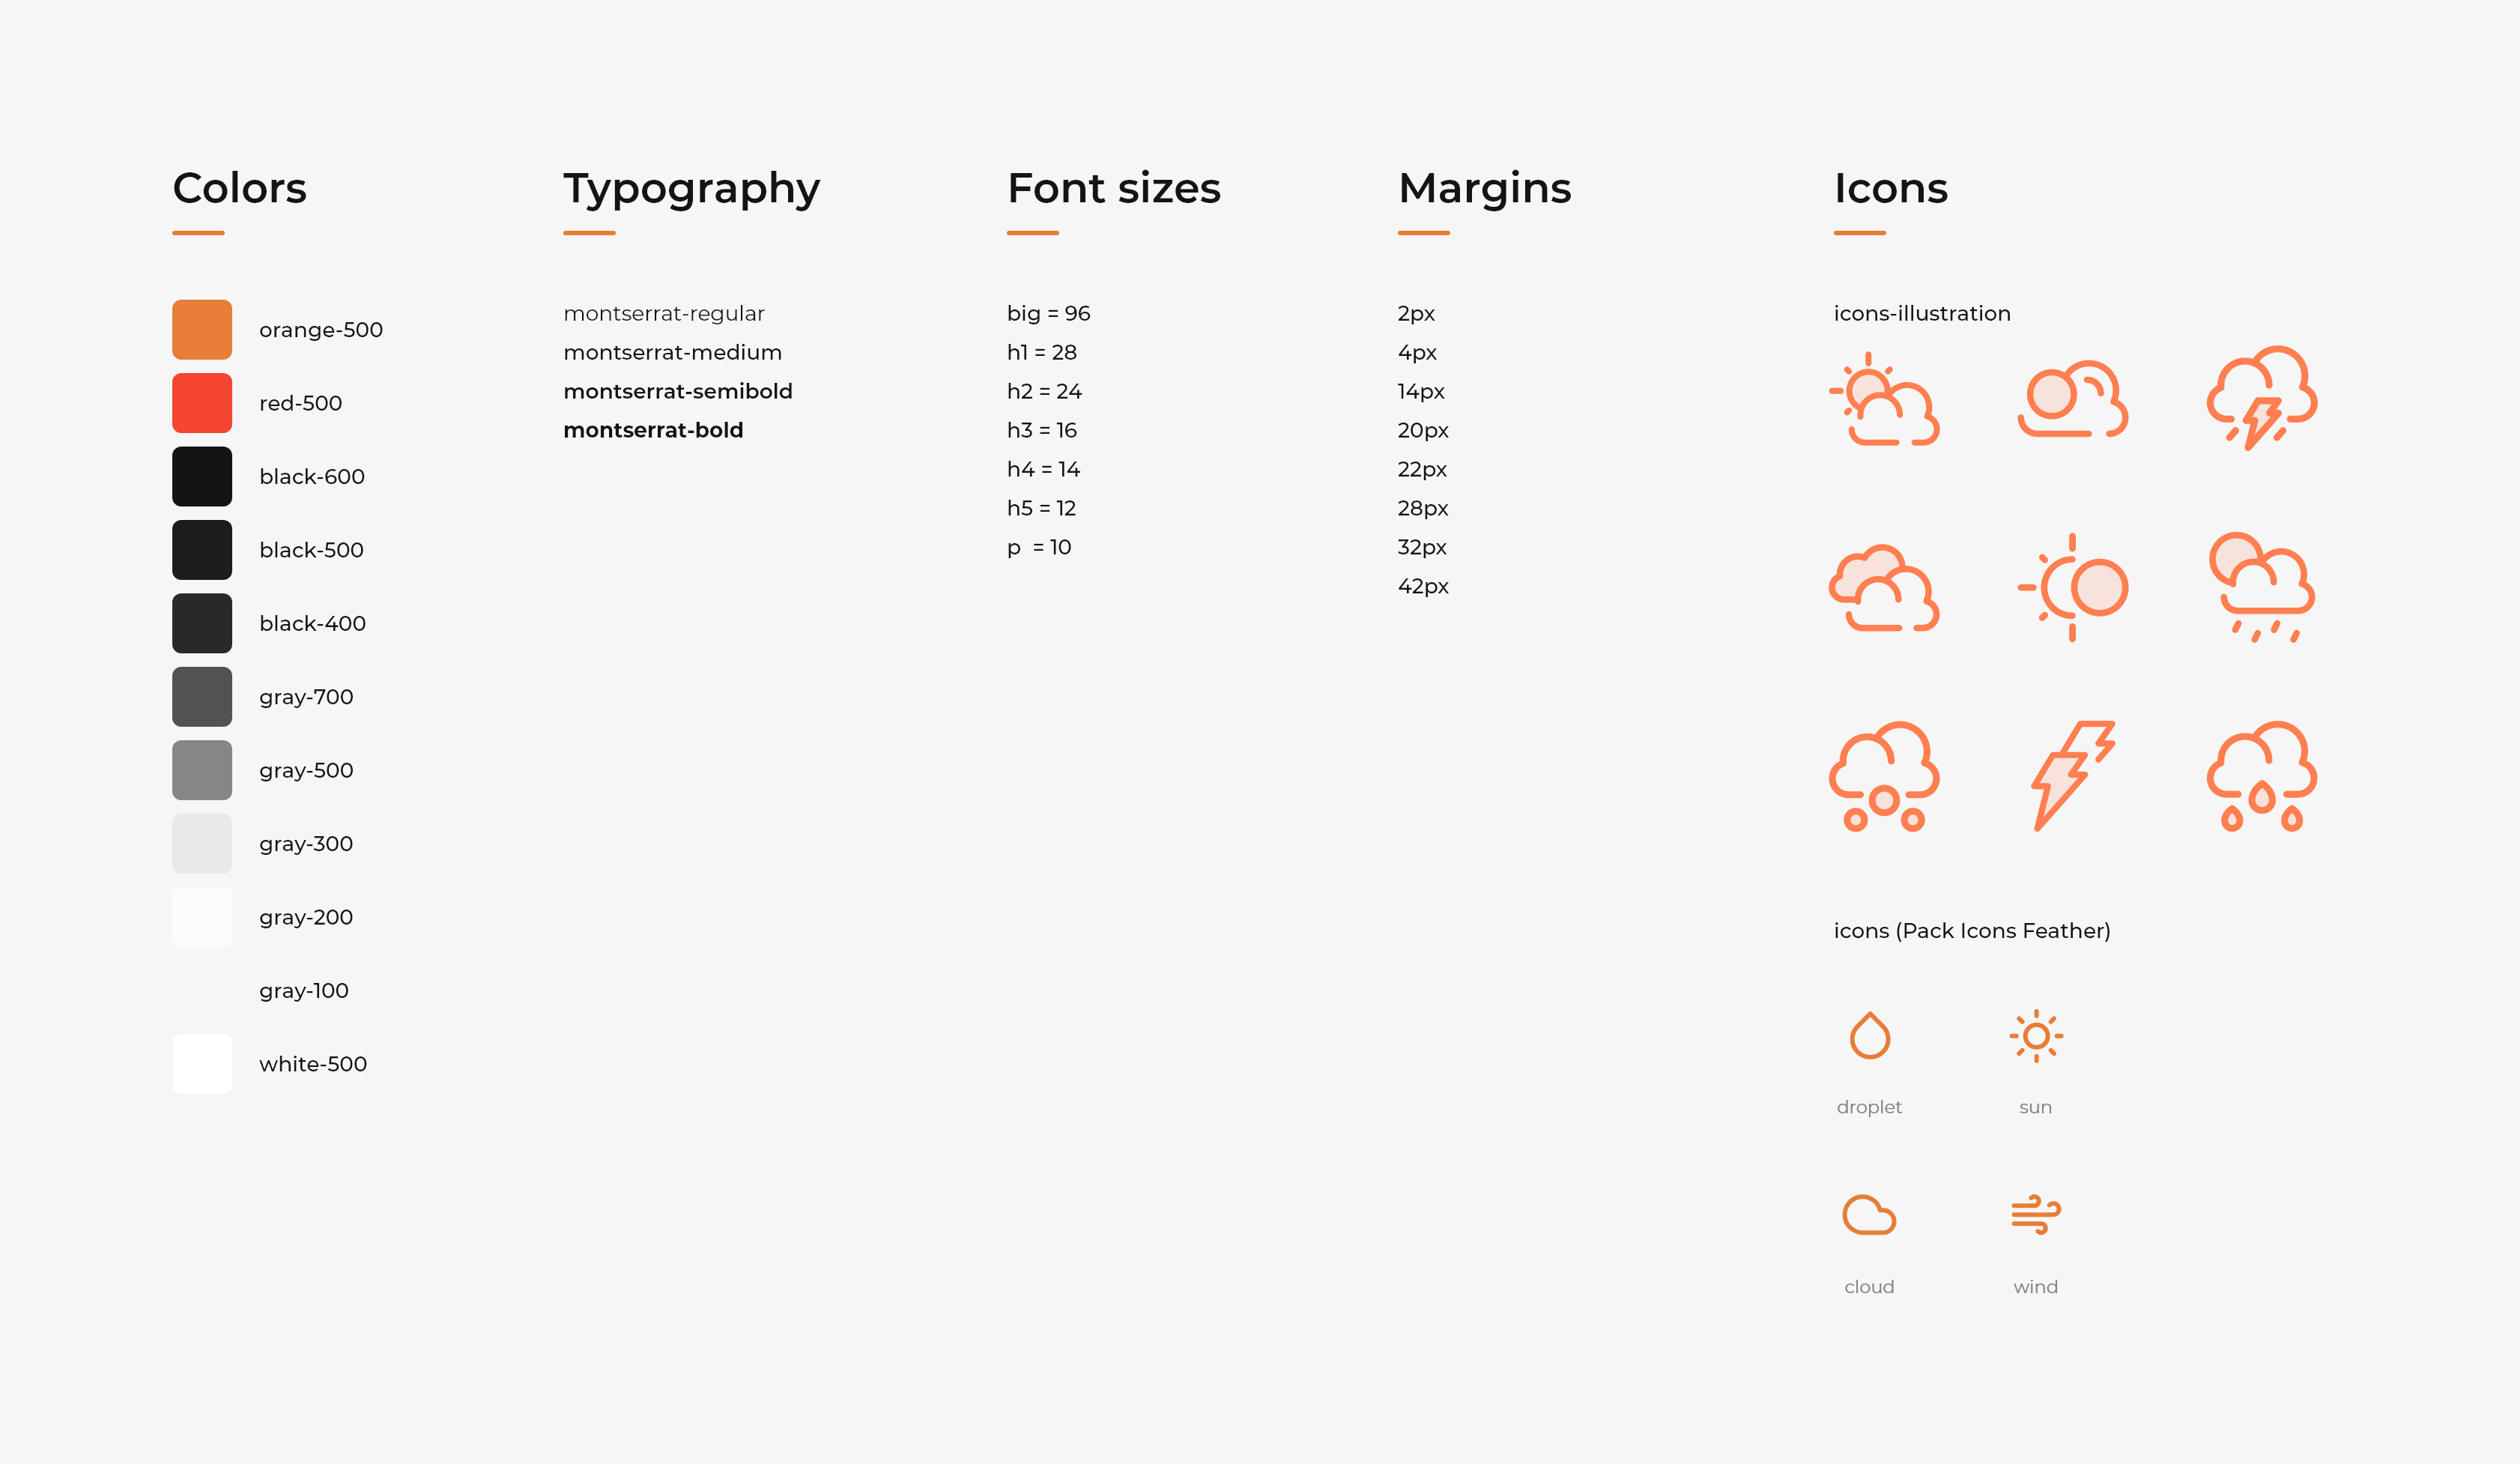 Colors
orange-500
red-500
black-600
black-500
black-400
gray-700
gray-500
gray-300
gray-200
gray-100
white-500
Typography
montserrat-regular
montserrat-medium
montserrat-semibold
montserrat-bold
Font sizes
big = 96
h1 = 28
h2 = 24
h3 = 16
h4 = 14
h5 = 12
p = 10
Margins
2px
4px
14px
20px
22px
28px
32px
42px
Icons
icons-illustration
icons (Pack Icons Feather)
droplet
sun
cloud
wind